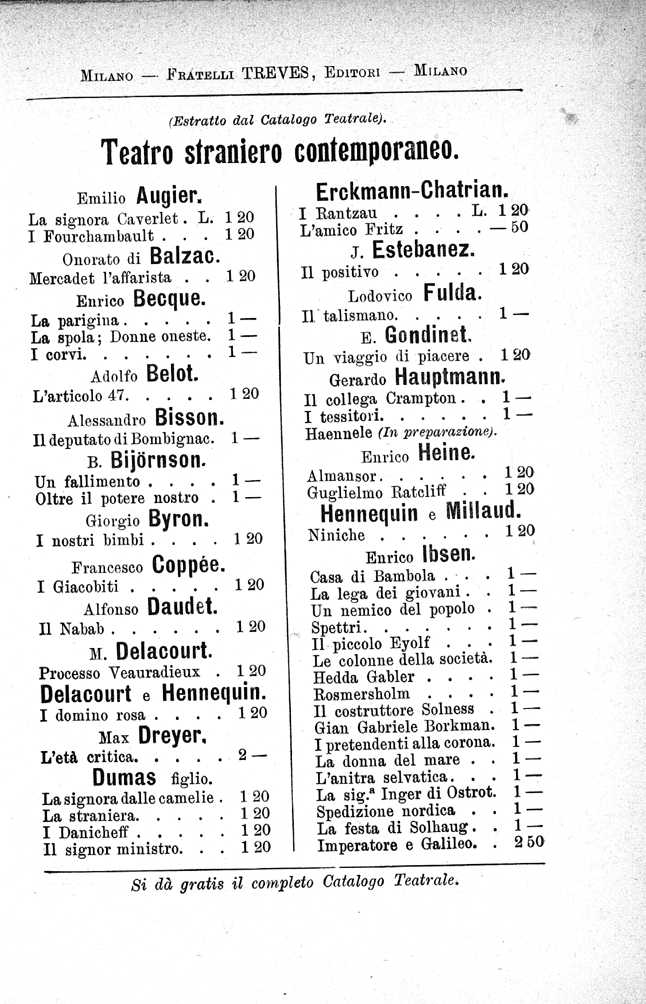 Milano — Fratelli TREVES, Editori — Milano
(Estratto dal Catalogo Teatrale).
Teatro straniero contemporaneo.
Emilio Augier.
La signora Caverlet. L. 1 20
I Fourchambault . . . 1 20
Onorato di Balzac.
Mercadet l'affarista . . 1 20
Enrico Becque.
La parigina. . . . . . 1 —
La spola; Donne oneste. 1 —
I corvi. . . . . . . . 1 —
Adolfo Belot.
L'articolo 47. . . . . . 1 20
Alessandro Bisson.
Il deputato di Bombignac. 1 —
B. Bijörnson.
Un fallimento . . . . 1 —
Oltre il potere nostro . 1 —
Giorgio Byron.
I nostri bimbi . . . . 1 20
Francesco Coppée.
I Giacobiti . . . . . 1 20
Alfonso Daudet.
Il Nabab . . . . . . 1 20
M. Delacourt.
Processo Veauradieux . 1 20
Delacourt e Hennequin.
I domino rosa . . . . 1 20
Max Dreyer.
L'età critica. . . . . . 2 —
Dumas figlio.
La signora dalle camelie . 1 20
La straniera. . . . . . 1 20
I Danicheff . . . . . 1 20
Il signor ministro. . . 1 20
Erckmann-Chatrian.
I Rantzau . . . . L. 1 20
L'amico Fritz . . . . — 50
J. Estebanez.
Il positivo . . . . . 1 20
Lodovico Fulda.
Il talismano. . . . . 1 —
E. Gondinet.
Un viaggio di piacere . 1 20
Gerardo Hauptmann.
Il collega Crampton. . 1 —
I tessitori. . . . . . 1 —
Haennele (In preparazione).
Enrico Heine.
Almansor. . . . . . 1 20
Guglielmo Ratcliff . . 1 20
Hennequin e Millaud.
Niniche . . . . . . 1 20
Enrico Ibsen.
Casa di Bambola . . . 1 —
La lega dei giovani. . 1 —
Un nemico del popolo . 1 —
Spettri. . . . . . . 1 —
Il piccolo Eyolf . . . 1 —
Le colonne della società. 1 —
Hedda Gabler . . . . 1 —
Rosmersholm . . . . 1 —
Il costruttore Solness . 1 —
Gian Gabriele Borkman. 1 —
I pretendenti alla corona. 1 —
La donna del mare . . 1 —
L'anitra selvatica. . . 1 —
La sig.ª Inger di Ostrot. 1 —
Spedizione nordica . . 1 —
La festa di Solhaug. . 1 —
Imperatore e Galileo. . 2 50
Si dà gratis il completo Catalogo Teatrale.